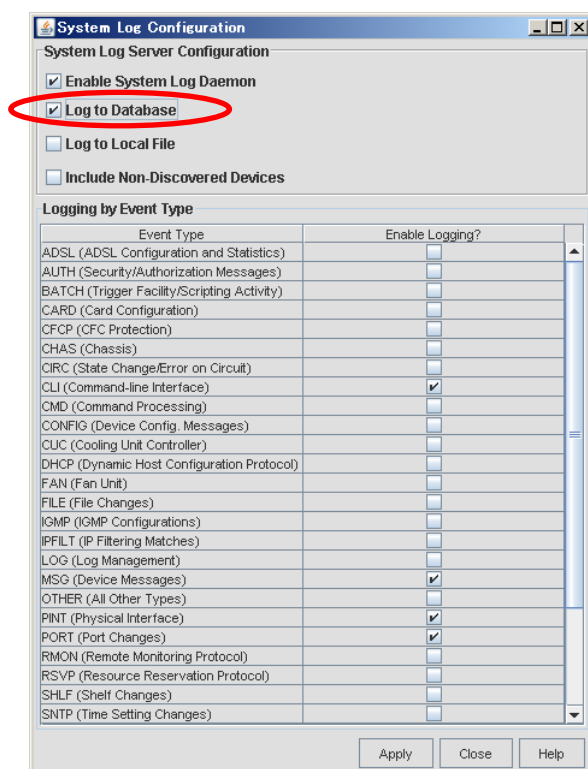 System Log Configuration
System Log Server Configuration
Enable System Log Daemon
Log to Database
Log to Local File
Include Non-Discovered Devices
Logging by Event Type
Event Type Enable Logging?
ADSL (ADSL Configuration and Statistics)
AUTH (Security/Authorization Messages)
BATCH (Trigger Facility/Scripting Activity)
CARD (Card Configuration)
CFCP (CFC Protection)
CHAS (Chassis)
CIRC (State Change/Error on Circuit)
CLI (Command-line Interface)
CMD (Command Processing)
CONFIG (Device Config. Messages)
CUC (Cooling Unit Controller)
DHCP (Dynamic Host Configuration Protocol)
FAN (Fan Unit)
FILE (File Changes)
IGMP (IGMP Configurations)
IPFILT (IP Filtering Matches)
LOG (Log Management)
MSG (Device Messages)
OTHER (All Other Types)
PINT (Physical Interface)
PORT (Port Changes)
RMON (Remote Monitoring Protocol)
RSVP (Resource Reservation Protocol)
SHLF (Shelf Changes)
SNTP (Time Setting Changes)
Apply Close Help